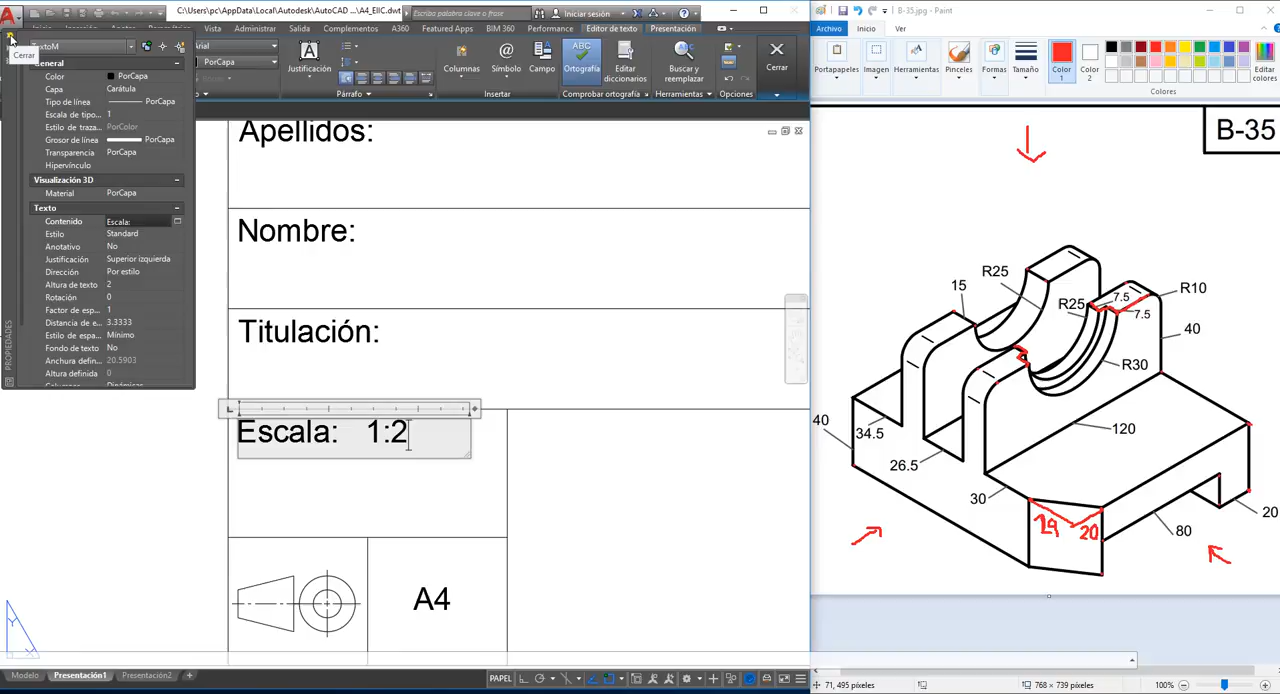 C:\Users\pc\AppData\Local\Autodesk\AutoCAD ...\A4_EIIC.dwt
Escriba palabra clave o frase
Iniciar sesión
Salida
Complementos
A360
Featured Apps
BIM 360
Editor de texto
Presentación
Cerrar
TextoM
General
Color PorCapa
Capa Carátula
Tipo de línea PorCapa
Escala de tipo... 1
Estilo de traza... PorColor
Grosor de línea PorCapa
Transparencia PorCapa
Hipervínculo
Visualización 3D
Material PorCapa
Texto
Contenido Escala:
Estilo Standard
Anotativo No
Justificación Superior izquierda
Dirección Por estilo
Altura de texto 2
Rotación 0
Factor de esp... 1
Distancia de e... 3.3333
Estilo de espa... Mínimo
Fondo de texto No
Anchura defin... 20.5903
Altura definida 0
Columnas Dinámicas
PROPIEDADES
PorCapa
Justificación
Párrafo
Columnas
Símbolo
Campo
Insertar
ABC
Ortografía
Editar diccionarios
Comprobar ortografía
Buscar y reemplazar
Herramientas
Opciones
Cerrar
Apellidos:
Nombre:
Titulación:
Escala: 1:2
A4
Y
X
Modelo
Presentación1
Presentación2
PAPEL
B-35.jpg - Paint
Archivo
Inicio
Ver
Portapapeles
Imagen
Herramientas
Pinceles
Formas
Tamaño
Color 1
Color 2
Editar colores
Colores
B-35
R25
15
R25
7.5
7.5
R10
40
R30
120
40
34.5
26.5
30
19
20
80
20
71, 495 píxeles
768 × 739 píxeles
100%